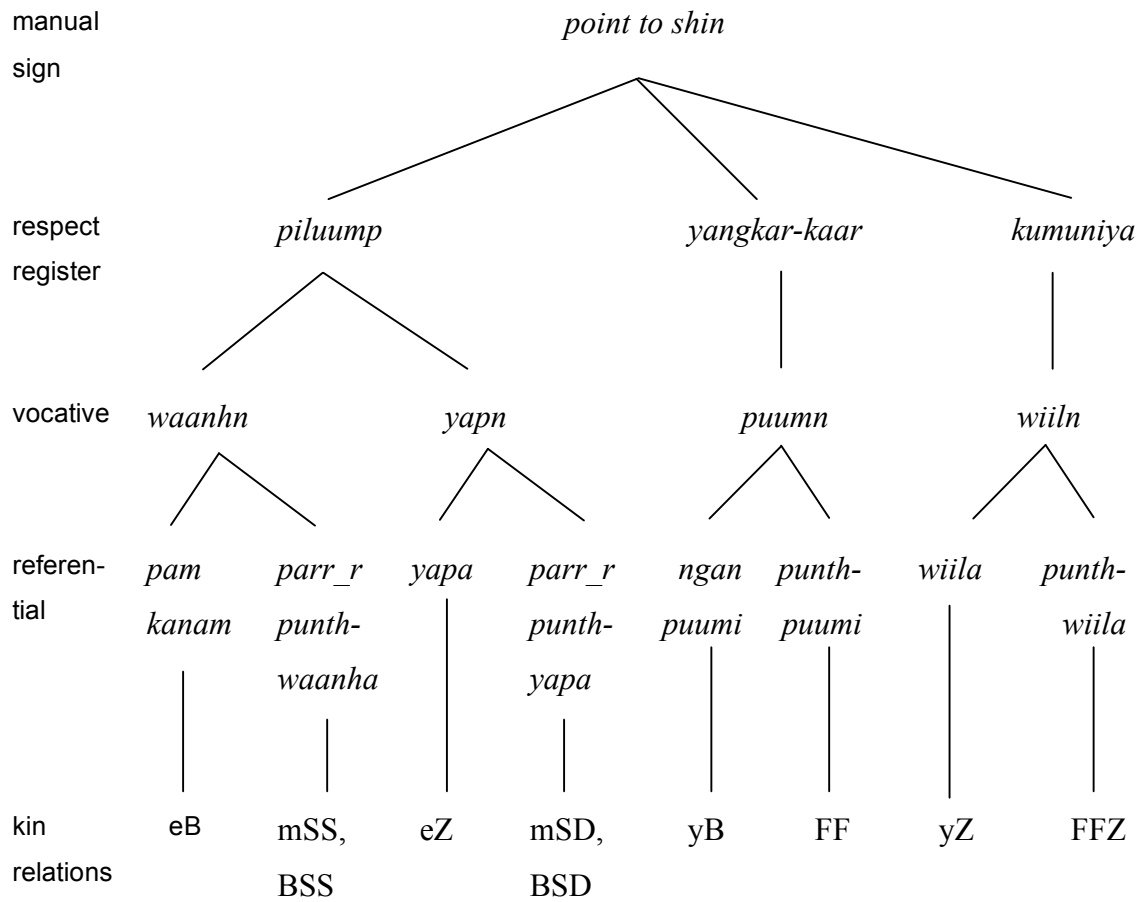 manual point to shin
sign
respect piluump yangkar-kaar kumuniya
register
vocative waanhn yapn puumn wiiln
referen- pam parr_r yapa parr_r ngan punth- wiila punth-
tial kanam punth- punth- puumi puumi wiila
waanha yapa
kin eB mSS, eZ mSD, yB FF yZ FFZ
relations BSS BSD